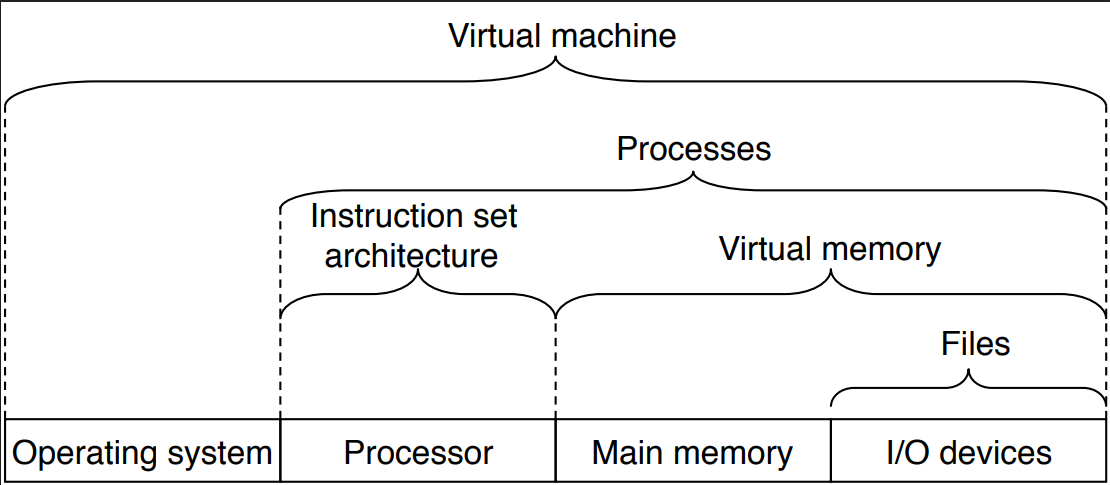 Virtual machine
Processes
Instruction set
architecture
Virtual memory
Files
Operating system
Processor
Main memory
I/O devices